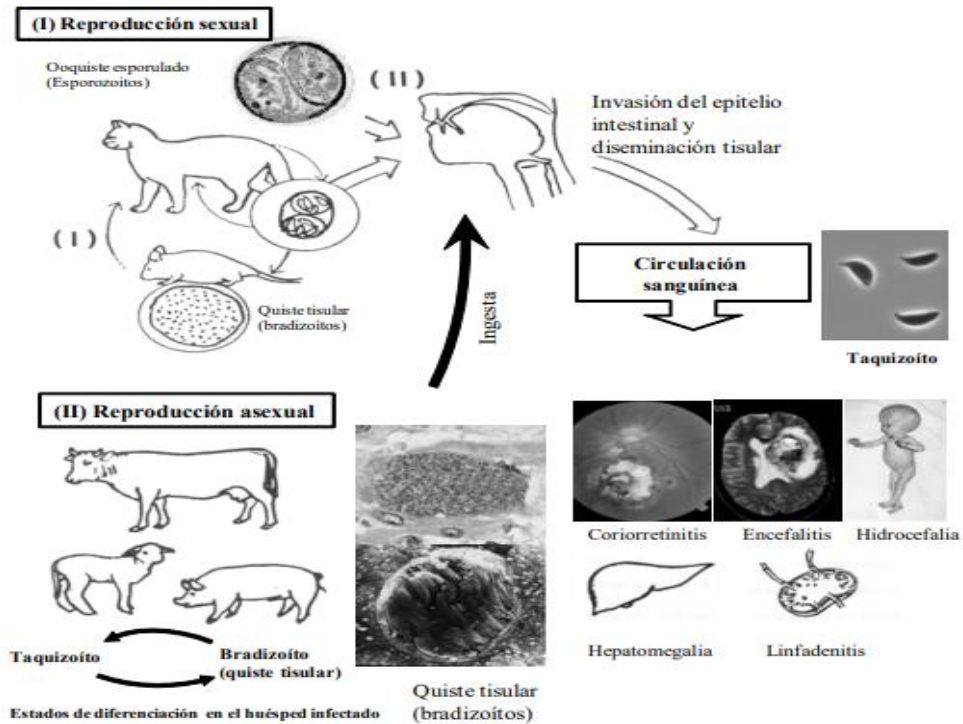 (I) Reproducción sexual
Ooquiste esporulado
(Esporozoitos)
(II)
Invasión del epitelio
intestinal y
diseminación tisular
(I)
Quiste tisular
(bradizoítos)
Ingesta
Circulación
sanguínea
Taquizoíto
(II) Reproducción asexual
Coriorretinitis
Encefalitis
Hidrocefalia
Hepatomegalia
Linfadenitis
Taquizoíto
Bradizoíto
(quiste tisular)
Quiste tisular
(bradizoítos)
Estados de diferenciación en el huésped infectado